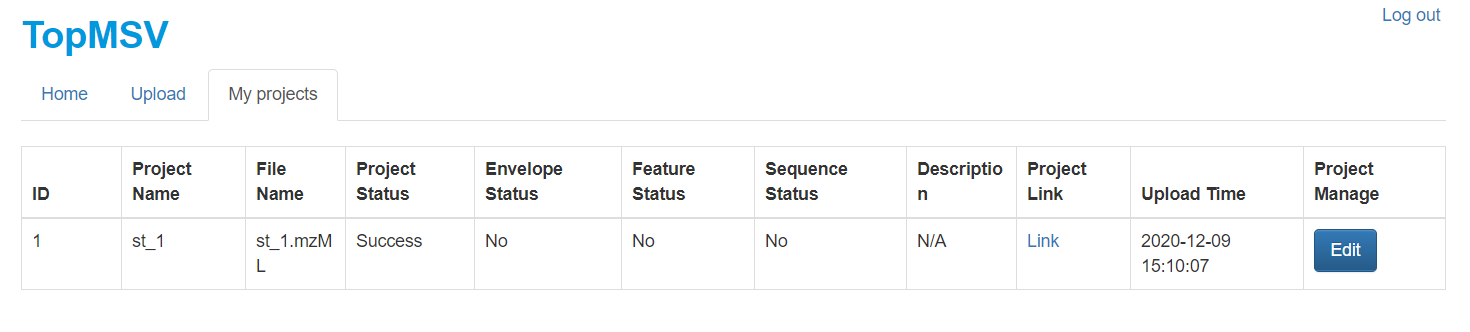 Log out
TopMSV
Home Upload My projects
ID Project Name File Name Project Status Envelope Status Feature Status Sequence Status Descriptio n Project Link Upload Time Project Manage
1 st_1 st_1.mzM L Success No No No N/A Link 2020-12-09 15:10:07 Edit